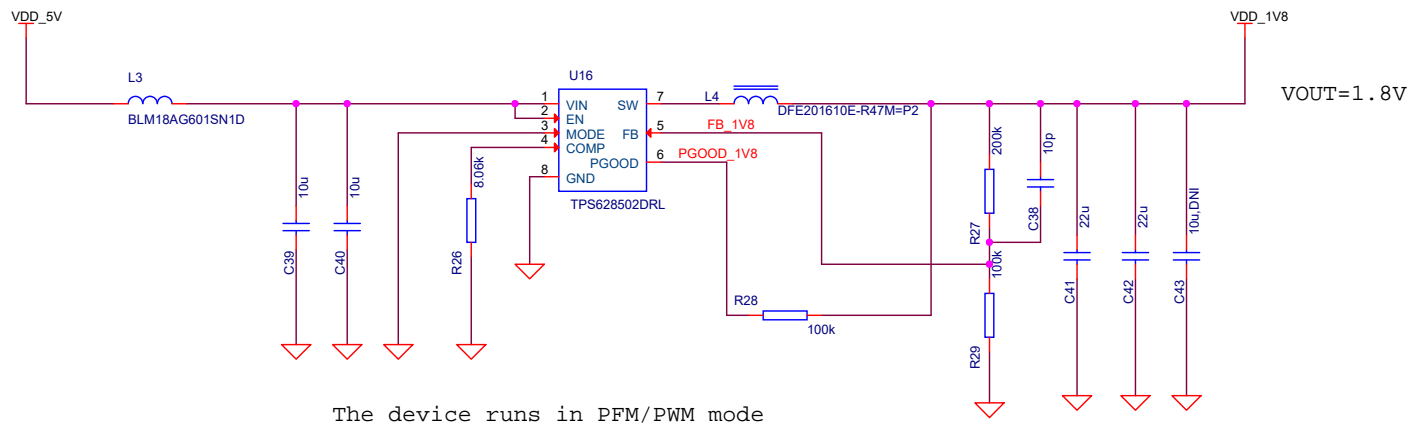 VDD_5V
VDD_1V8
L3
BLM18AG601SN1D
U16
1
VIN
SW
7
2
EN
3
MODE
FB
5
4
COMP
PGOOD
6
8
GND
TPS628502DRL
L4
DFE201610E-R47M=P2
FB_1V8
PGOOD_1V8
VOUT=1.8V
10u
C39
10u
C40
8.06k
R26
R28
100k
200k
R27
10p
C38
100k
R29
22u
C41
22u
C42
10u,DNI
C43
The device runs in PFM/PWM mode